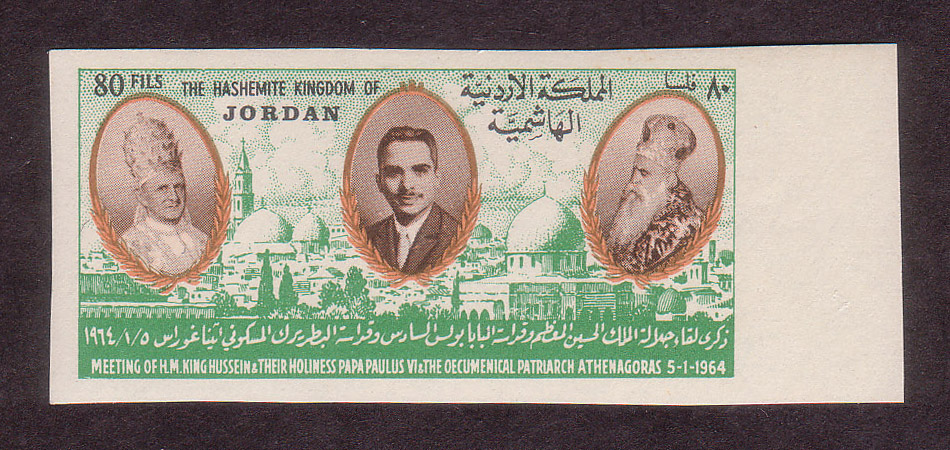 80 FILS
THE HASHEMITE KINGDOM OF
JORDAN
المملكة الاردنية
الهاشمية
٨٠ فلسا
ذكرى لقاء جلالة الملك الحسين المعظم وقداسة البابا بولس السادس وقداسة البطريرك المسكوني اثيناغوراس ١٩٦٤/١/٥
MEETING OF H.M. KING HUSSEIN & THEIR HOLINESS PAPA PAULUS VI & THE OECUMENICAL PATRIARCH ATHENAGORAS 5-1-1964